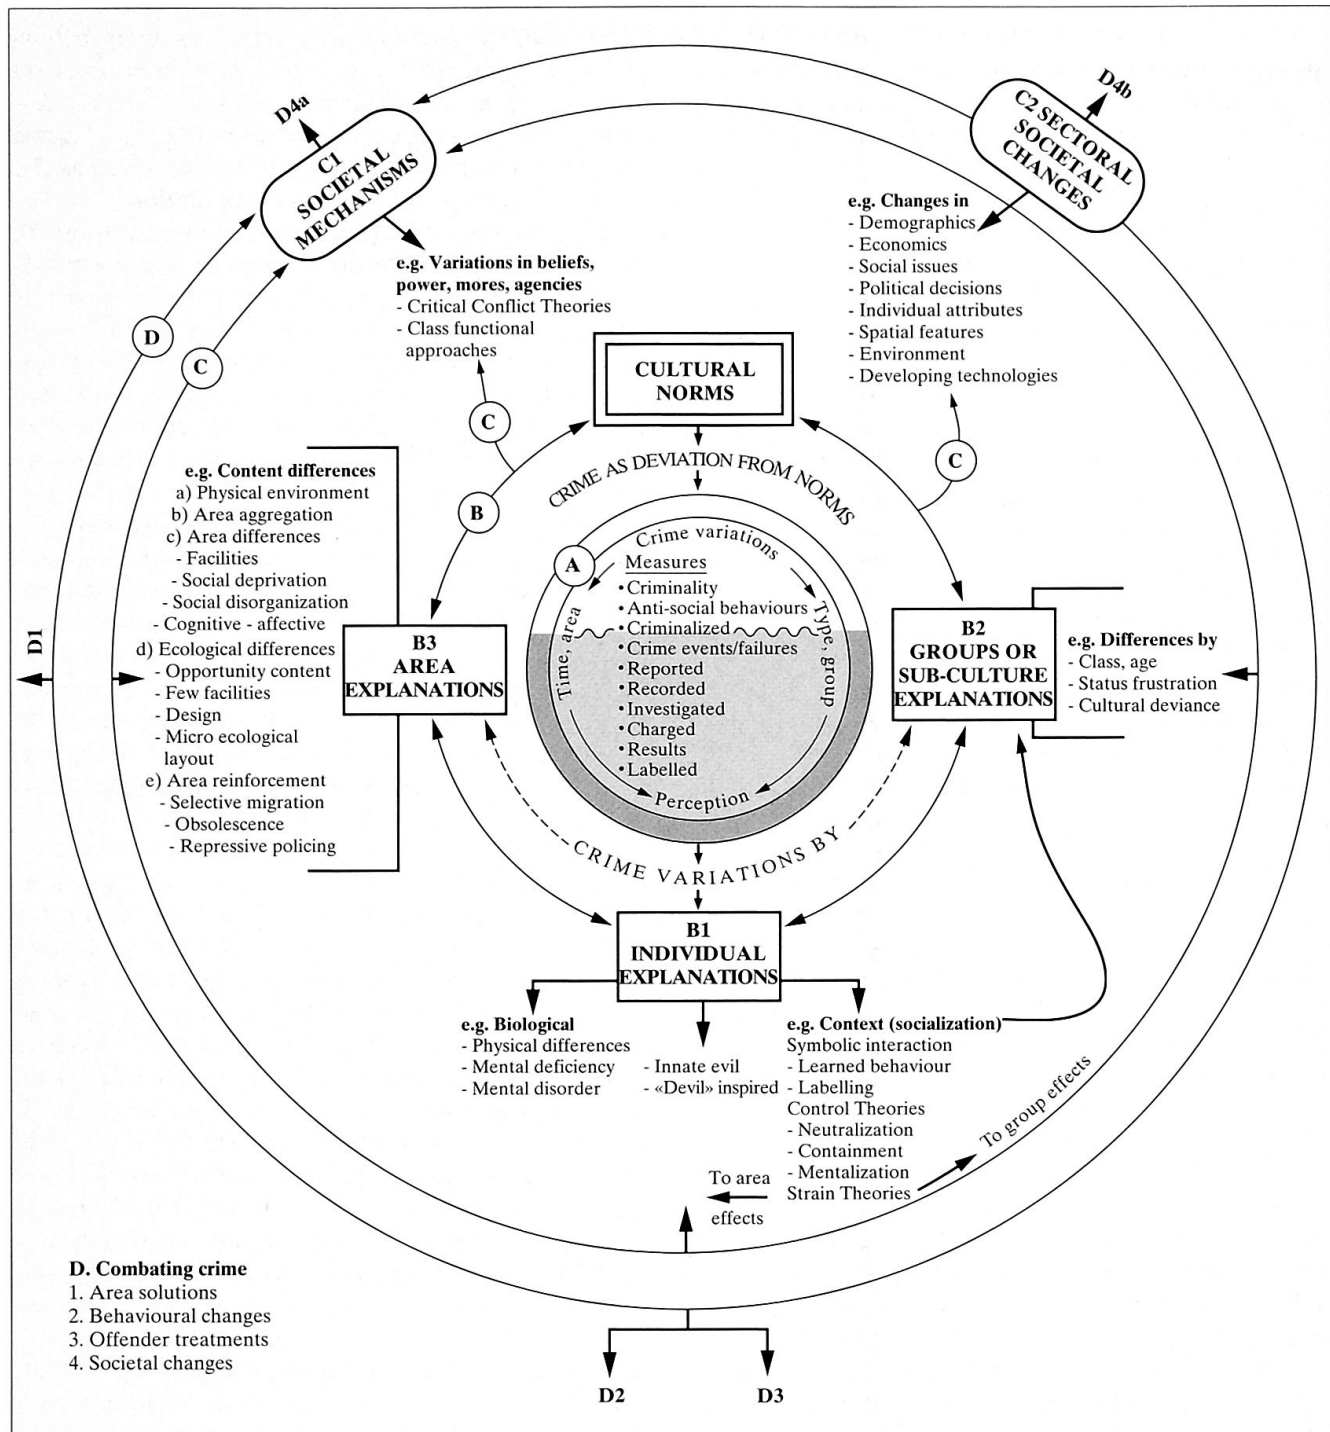 D4a
C1
SOCIETAL
MECHANISMS
D4b
C2 SECTORAL
SOCIETAL
CHANGES
e.g. Changes in
- Demographics
- Economics
- Social issues
- Political decisions
- Individual attributes
- Spatial features
- Environment
- Developing technologies
e.g. Variations in beliefs,
power, mores, agencies
- Critical Conflict Theories
- Class functional
approaches
D
C
C
C
B
CULTURAL
NORMS
CRIME AS DEVIATION FROM NORMS
A
Crime variations
Time, area
Type, group
Perception
Measures
•Criminality
•Anti-social behaviours
•Criminalized
•Crime events/failures
•Reported
•Recorded
•Investigated
•Charged
•Results
•Labelled
e.g. Content differences
a) Physical environment
b) Area aggregation
c) Area differences
- Facilities
- Social deprivation
- Social disorganization
- Cognitive - affective
d) Ecological differences
- Opportunity content
- Few facilities
- Design
- Micro ecological
layout
e) Area reinforcement
- Selective migration
- Obsolescence
- Repressive policing
B3
AREA
EXPLANATIONS
B2
GROUPS OR
SUB-CULTURE
EXPLANATIONS
e.g. Differences by
- Class, age
- Status frustration
- Cultural deviance
D1
CRIME VARIATIONS BY
B1
INDIVIDUAL
EXPLANATIONS
e.g. Biological
- Physical differences
- Mental deficiency
- Mental disorder
- Innate evil
- «Devil» inspired
e.g. Context (socialization)
Symbolic interaction
- Learned behaviour
- Labelling
Control Theories
- Neutralization
- Containment
- Mentalization
Strain Theories
To group effects
To area
effects
D. Combating crime
1. Area solutions
2. Behavioural changes
3. Offender treatments
4. Societal changes
D2
D3